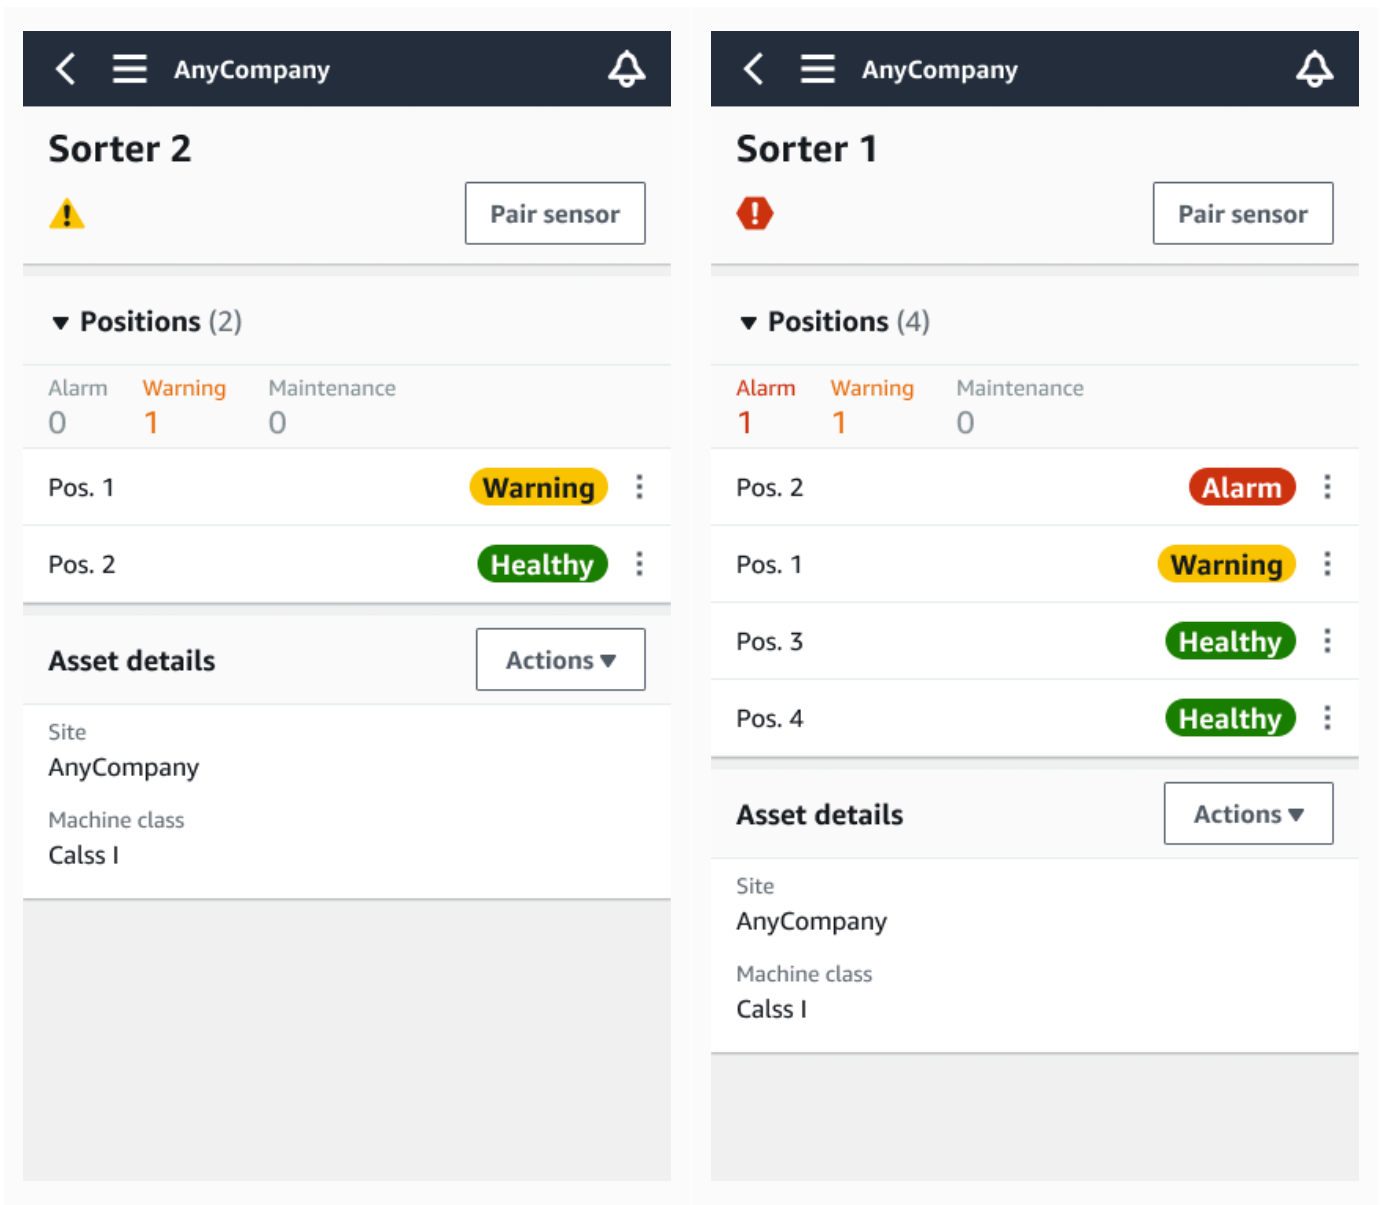 AnyCompany
Sorter 2
Pair sensor
Positions (2)
Alarm Warning Maintenance
0 1 0
Pos. 1 Warning
Pos. 2 Healthy
Asset details Actions
Site
AnyCompany
Machine class
Calss I
AnyCompany
Sorter 1
Pair sensor
Positions (4)
Alarm Warning Maintenance
1 1 0
Pos. 2 Alarm
Pos. 1 Warning
Pos. 3 Healthy
Pos. 4 Healthy
Asset details Actions
Site
AnyCompany
Machine class
Calss I